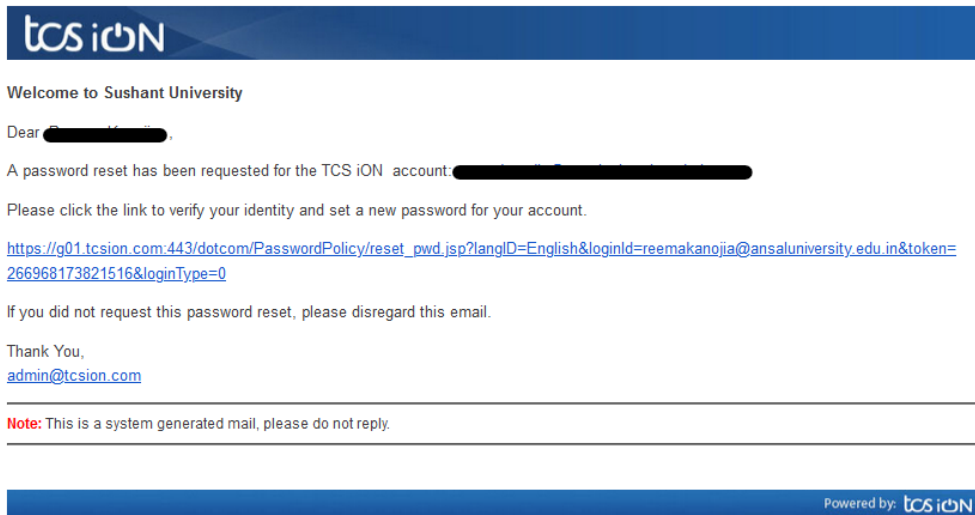 tcs iON
Welcome to Sushant University
Dear ,
A password reset has been requested for the TCS iON account:
Please click the link to verify your identity and set a new password for your account.
https://g01.tcsion.com:443/dotcom/PasswordPolicy/reset_pwd.jsp?langID=English&loginId=reemakanojia@ansaluniversity.edu.in&token=
266968173821516&loginType=0
If you did not request this password reset, please disregard this email.
Thank You,
admin@tcsion.com
Note: This is a system generated mail, please do not reply.
Powered by: tcs iON